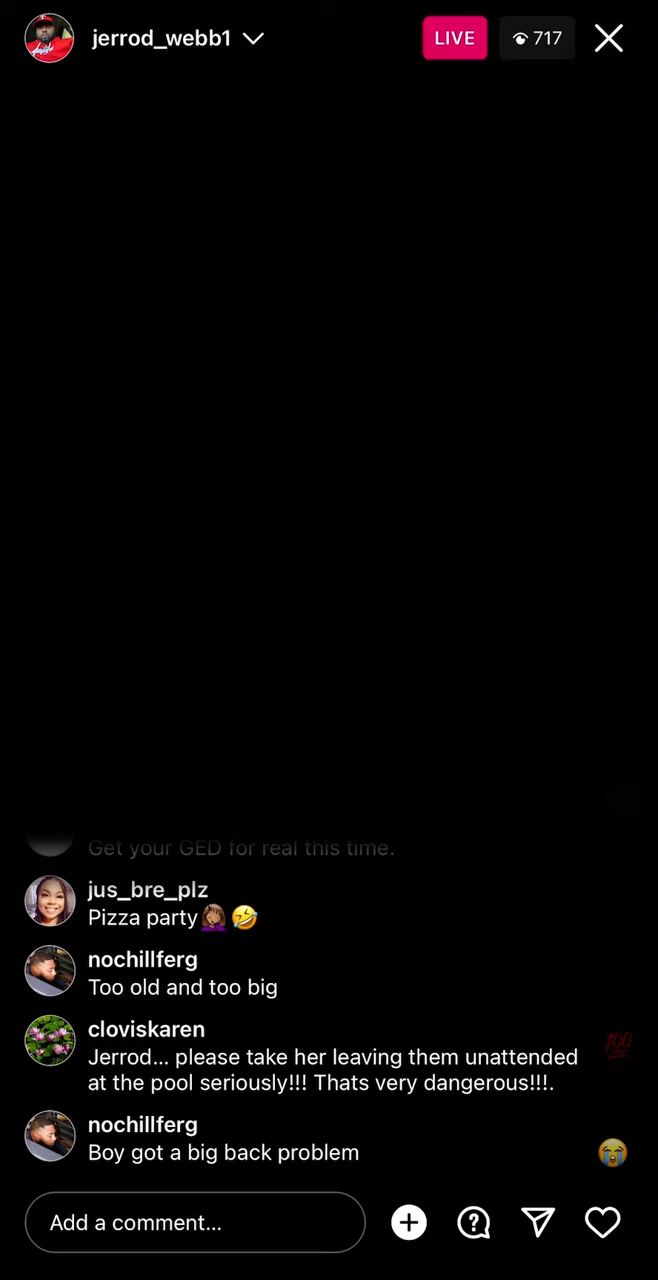 jerrod_webb1
LIVE
717
Get your GED for real this time.
jus_bre_plz
Pizza party🤦🏽‍♀️🤣
nochillferg
Too old and too big
cloviskaren
Jerrod... please take her leaving them unattended
at the pool seriously!!! Thats very dangerous!!!.
💯
nochillferg
Boy got a big back problem
😭
Add a comment...